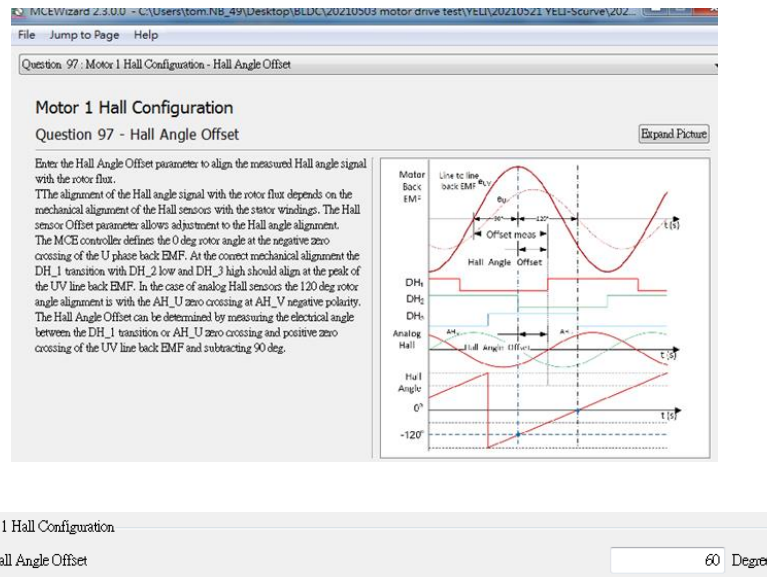 MCEWizard 2.3.0.0 - C:\Users\tom.NB_49\Desktop\BLDC\20210503 motor drive test\YELI\20210521 YELI-Scurve\202...
File Jump to Page Help
Question 97 : Motor 1 Hall Configuration - Hall Angle Offset
Motor 1 Hall Configuration
Question 97 - Hall Angle Offset
Expand Picture
Enter the Hall Angle Offset parameter to align the measured Hall angle signal
with the rotor flux.
TThe alignment of the Hall angle signal with the rotor flux depends on the
mechanical alignment of the Hall sensors with the stator windings. The Hall
sensor Offset parameter allows adjustment to the Hall angle alignment.
The MCE controller defines the 0 deg rotor angle at the negative zero
crossing of the U phase back EMF. At the correct mechanical alignment the
DH_1 transition with DH_2 low and DH_3 high should align at the peak of
the UV line back EMF. In the case of analog Hall sensors the 120 deg rotor
angle alignment is with the AH_U zero crossing at AH_V negative polarity.
The Hall Angle Offset can be determined by measuring the electrical angle
between the DH_1 transition or AH_U zero crossing and positive zero
crossing of the UV line back EMF and subtracting 90 deg.
Motor
Back
EMF
Line to line
back EMF eUV
eU
90°
120°
t(s)
Offset meas
Hall Angle Offset
DH1
DH2
DH3
Analog
Hall
Hall Angle Offset
t(s)
Hall
Angle
0°
t(s)
-120°
1 Hall Configuration
all Angle Offset
60 Degree